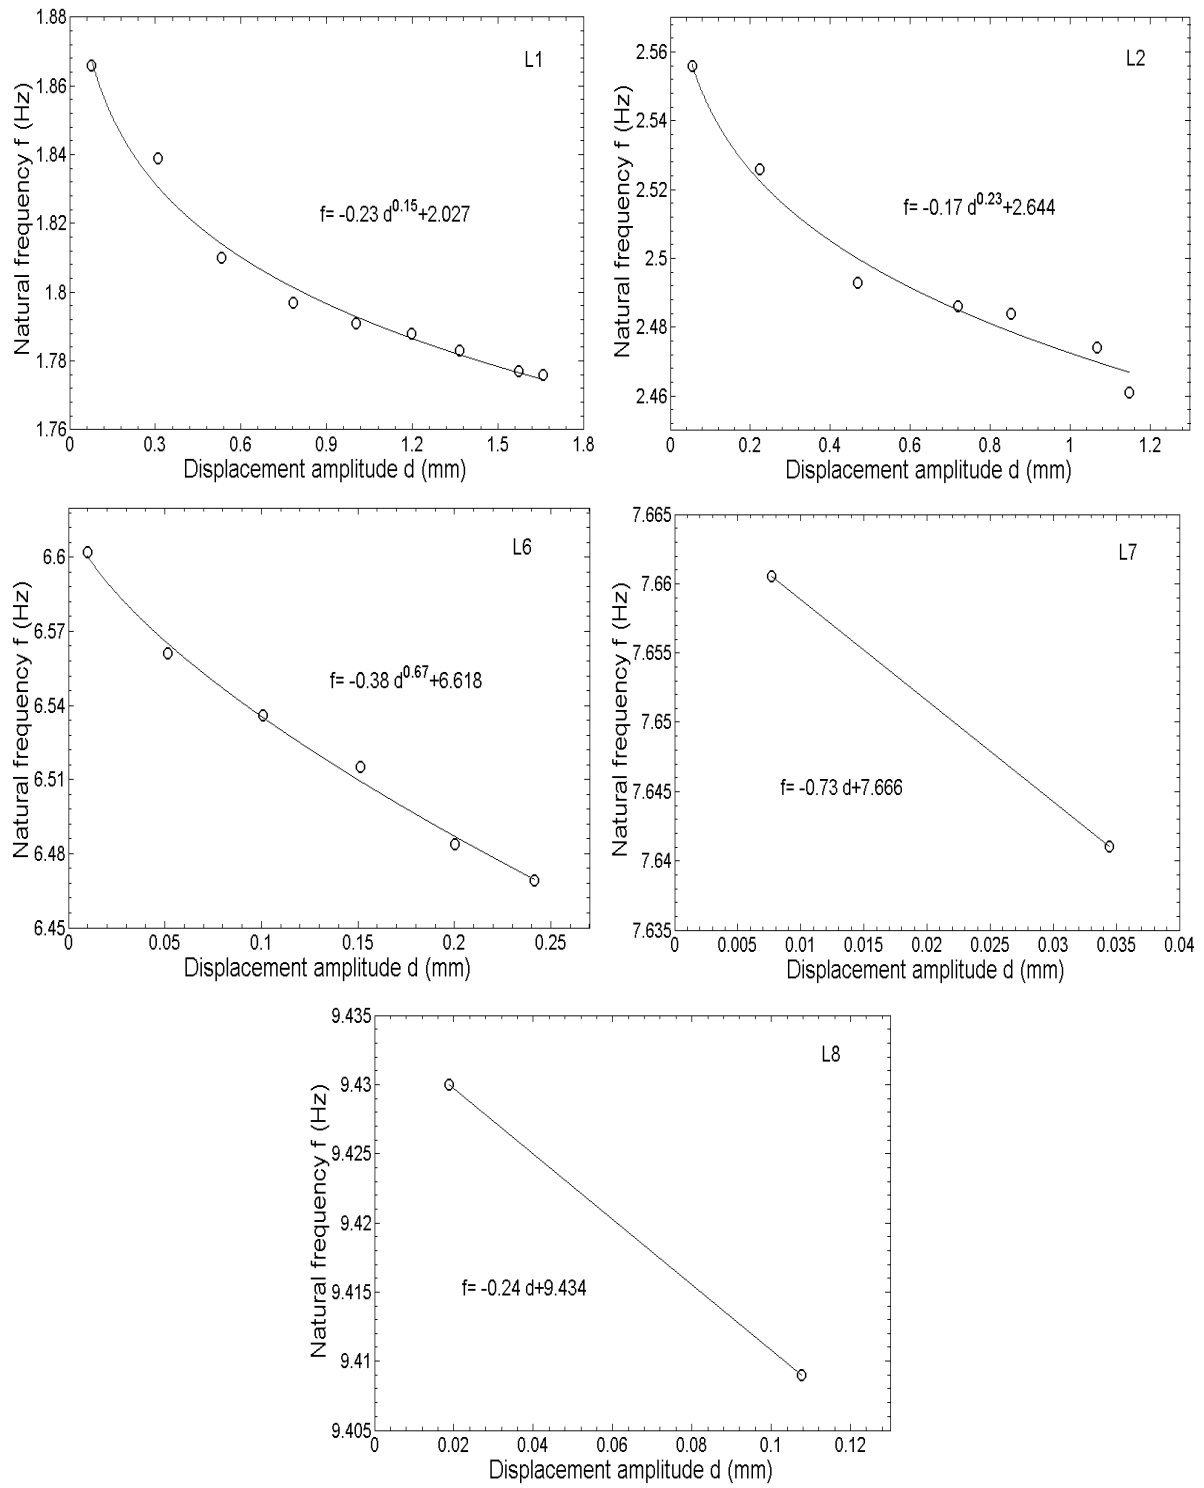 L1
Natural frequency f (Hz)
1.88
1.86
1.84
1.82
1.8
1.78
1.76
f= -0.23 d^0.15+2.027
0 0.3 0.6 0.9 1.2 1.5 1.8
Displacement amplitude d (mm)
L2
Natural frequency f (Hz)
2.56
2.54
2.52
2.5
2.48
2.46
f= -0.17 d^0.23+2.644
0 0.2 0.4 0.6 0.8 1 1.2
Displacement amplitude d (mm)
L6
Natural frequency f (Hz)
6.6
6.57
6.54
6.51
6.48
6.45
f= -0.38 d^0.67+6.618
0 0.05 0.1 0.15 0.2 0.25
Displacement amplitude d (mm)
L7
Natural frequency f (Hz)
7.665
7.66
7.655
7.65
7.645
7.64
7.635
f= -0.73 d+7.666
0 0.005 0.01 0.015 0.02 0.025 0.03 0.035 0.04
Displacement amplitude d (mm)
L8
Natural frequency f (Hz)
9.435
9.43
9.425
9.42
9.415
9.41
9.405
f= -0.24 d+9.434
0 0.02 0.04 0.06 0.08 0.1 0.12
Displacement amplitude d (mm)